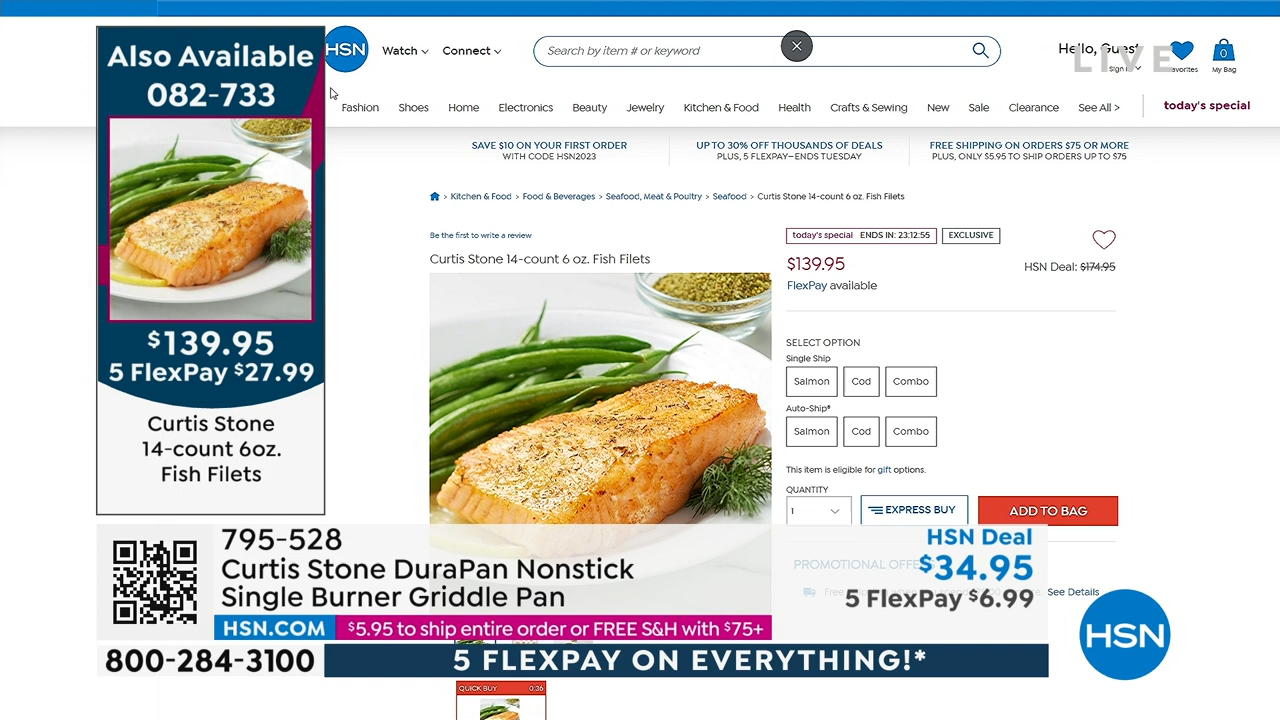 Also Available
082-733
$139.95
5 FlexPay $27.99
Curtis Stone
14-count 6oz.
Fish Filets
HSN
Watch
Connect
Search by item # or keyword
Hello, Guest
Sign In
LIVE
Favorites
0
My Bag
Fashion
Shoes
Home
Electronics
Beauty
Jewelry
Kitchen & Food
Health
Crafts & Sewing
New
Sale
Clearance
See All >
today's special
SAVE $10 ON YOUR FIRST ORDER
WITH CODE HSN2023
UP TO 30% OFF THOUSANDS OF DEALS
PLUS, 5 FLEXPAY—ENDS TUESDAY
FREE SHIPPING ON ORDERS $75 OR MORE
PLUS, ONLY $5.95 TO SHIP ORDERS UP TO $75
> Kitchen & Food > Food & Beverages > Seafood, Meat & Poultry > Seafood > Curtis Stone 14-count 6 oz. Fish Filets
Be the first to write a review
Curtis Stone 14-count 6 oz. Fish Filets
today's special ENDS IN: 23:12:55
EXCLUSIVE
$139.95
HSN Deal: $174.95
FlexPay available
SELECT OPTION
Single Ship
Salmon
Cod
Combo
Auto-Ship®
Salmon
Cod
Combo
This item is eligible for gift options.
QUANTITY
1
EXPRESS BUY
ADD TO BAG
PROMOTIONAL OFFE
See Details
795-528
Curtis Stone DuraPan Nonstick
Single Burner Griddle Pan
HSN Deal
$34.95
5 FlexPay $6.99
HSN.COM
$5.95 to ship entire order or FREE S&H with $75+
800-284-3100
5 FLEXPAY ON EVERYTHING!*
HSN
QUICK BUY 0:36